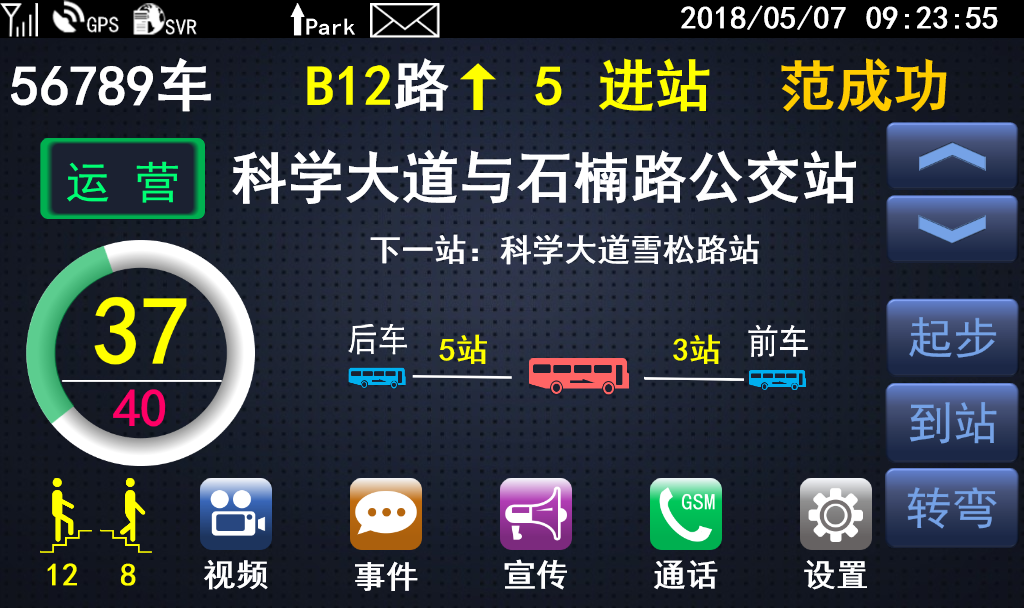 GPS SVR Park 2018/05/07 09:23:55
56789车 B12路↑ 5 进站 范成功
运 营 科学大道与石楠路公交站
下一站：科学大道雪松路站
37
40
后车 5站 3站 前车
起步
到站
转弯
GSM
12 8 视频 事件 宣传 通话 设置